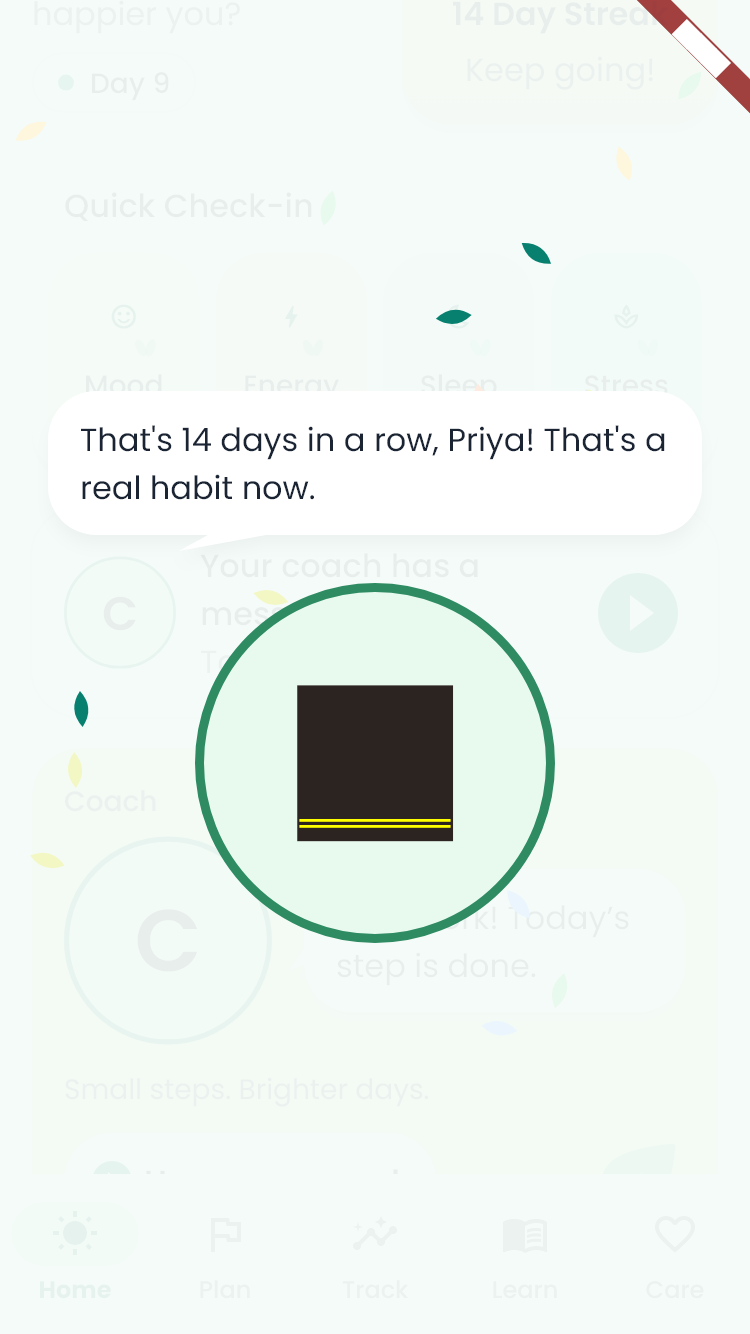 happier you?
14 Day Strea
Keep going!
Day 9
Quick Check-in
Mood
Energy
Sleep
Stress
That's 14 days in a row, Priya! That's a
real habit now.
Your coach has a
C
Coach
C
Today's
step is done.
Small steps. Brighter days.
Home
Plan
Track
Learn
Care